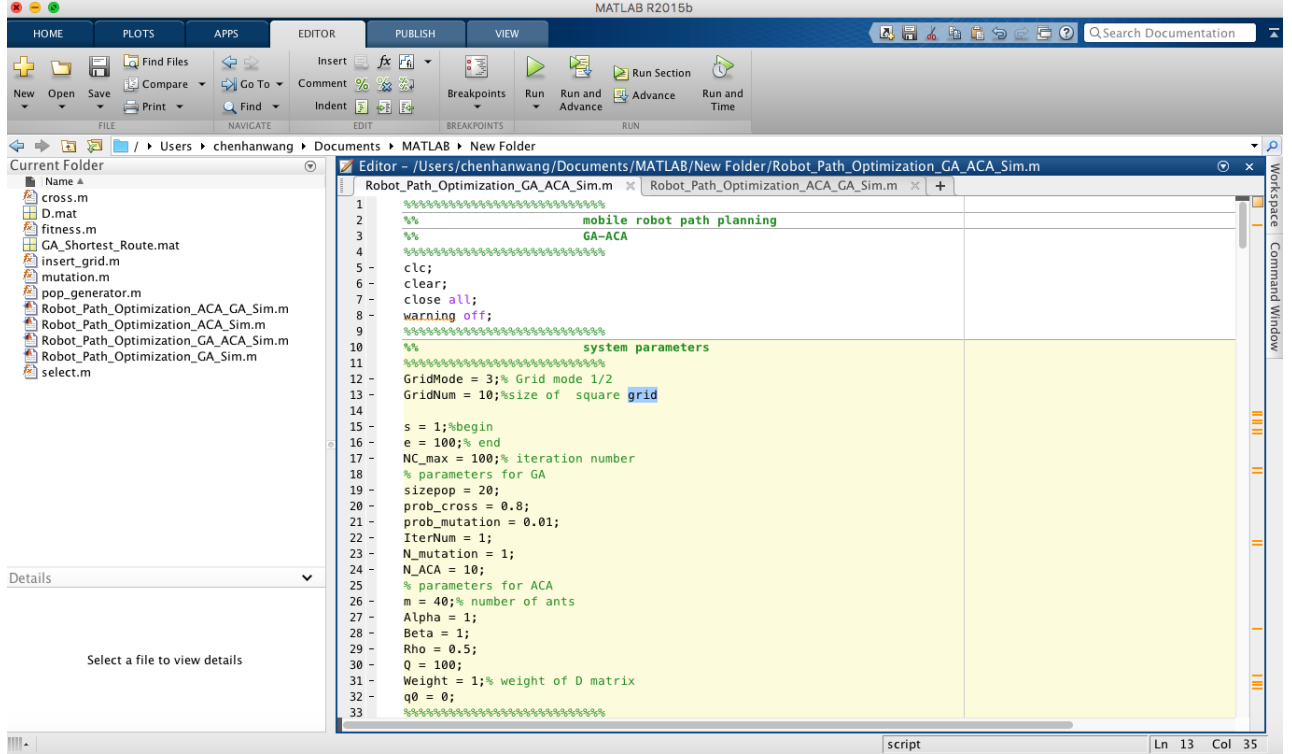 MATLAB R2015b
HOME PLOTS APPS EDITOR PUBLISH VIEW Search Documentation
New Open Save Find Files Compare Print Go To Find Insert fx Comment % Indent Breakpoints Run Run and Advance Run Section Advance Run and Time
FILE NAVIGATE EDIT BREAKPOINTS RUN
/ Users chenhanwang Documents MATLAB New Folder
Current Folder
Name
cross.m
D.mat
fitness.m
GA_Shortest_Route.mat
insert_grid.m
mutation.m
pop_generator.m
Robot_Path_Optimization_ACA_GA_Sim.m
Robot_Path_Optimization_ACA_Sim.m
Robot_Path_Optimization_GA_ACA_Sim.m
Robot_Path_Optimization_GA_Sim.m
select.m
Details
Select a file to view details
Editor - /Users/chenhanwang/Documents/MATLAB/New Folder/Robot_Path_Optimization_GA_ACA_Sim.m
Robot_Path_Optimization_GA_ACA_Sim.m Robot_Path_Optimization_ACA_GA_Sim.m +
1 %%%%%%%%%%%%%%%%%%%%%%%%%%%
2 %% mobile robot path planning
3 %% GA-ACA
4 %%%%%%%%%%%%%%%%%%%%%%%%%%%
5 - clc;
6 - clear;
7 - close all;
8 - warning off;
9 %%%%%%%%%%%%%%%%%%%%%%%%%%%
10 %% system parameters
11 %%%%%%%%%%%%%%%%%%%%%%%%%%%
12 - GridMode = 3;% Grid mode 1/2
13 - GridNum = 10;%size of  square grid
14
15 - s = 1;%begin
16 - e = 100;% end
17 - NC_max = 100;% iteration number
18 % parameters for GA
19 - sizepop = 20;
20 - prob_cross = 0.8;
21 - prob_mutation = 0.01;
22 - IterNum = 1;
23 - N_mutation = 1;
24 - N_ACA = 10;
25 % parameters for ACA
26 - m = 40;% number of ants
27 - Alpha = 1;
28 - Beta = 1;
29 - Rho = 0.5;
30 - Q = 100;
31 - Weight = 1;% weight of D matrix
32 - q0 = 0;
33 %%%%%%%%%%%%%%%%%%%%%%%%%%%
Workspace
Command Window
script Ln 13 Col 35